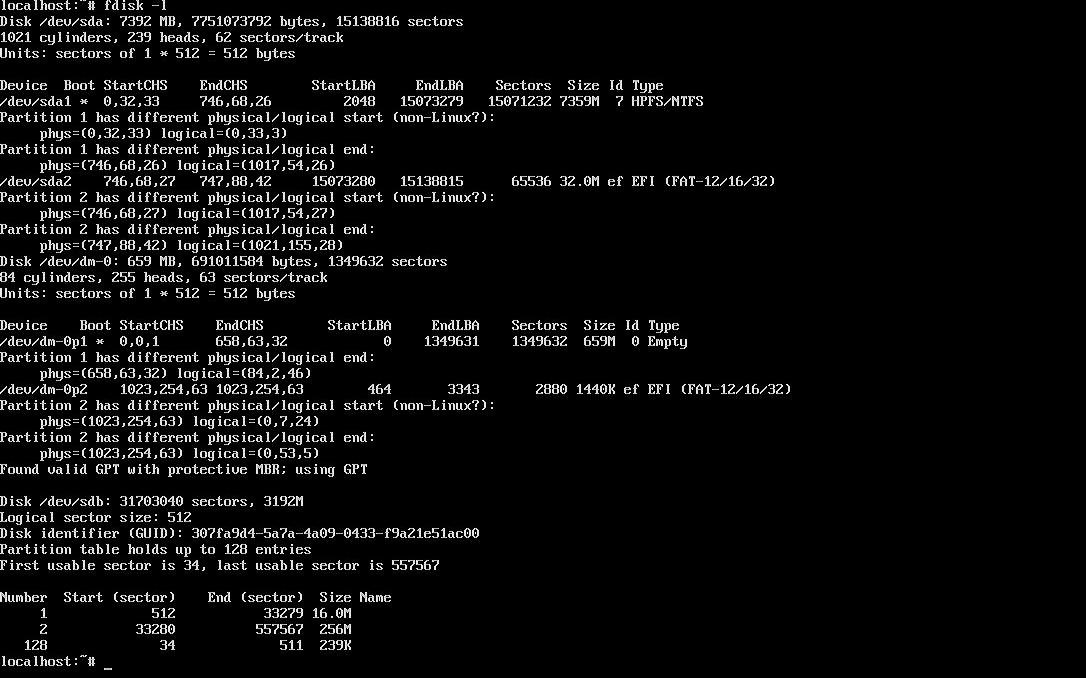 localhost:~# fdisk -l
Disk /dev/sda: 7392 MB, 7751073792 bytes, 15138816 sectors
1021 cylinders, 239 heads, 62 sectors/track
Units: sectors of 1 * 512 = 512 bytes
Device  Boot StartCHS    EndCHS        StartLBA     EndLBA    Sectors  Size Id Type
/dev/sda1 *  0,32,33     746,68,26         2048   15073279   15071232 7359M  7 HPFS/NTFS
Partition 1 has different physical/logical start (non-Linux?):
     phys=(0,32,33) logical=(0,33,3)
Partition 1 has different physical/logical end:
     phys=(746,68,26) logical=(1017,54,26)
/dev/sda2    746,68,27   747,88,42     15073280   15138815      65536 32.0M ef EFI (FAT-12/16/32)
Partition 2 has different physical/logical start (non-Linux?):
     phys=(746,68,27) logical=(1017,54,27)
Partition 2 has different physical/logical end:
     phys=(747,88,42) logical=(1021,155,28)
Disk /dev/dm-0: 659 MB, 691011584 bytes, 1349632 sectors
84 cylinders, 255 heads, 63 sectors/track
Units: sectors of 1 * 512 = 512 bytes
Device    Boot StartCHS    EndCHS        StartLBA     EndLBA    Sectors  Size Id Type
/dev/dm-0p1 *  0,0,1       658,63,32            0    1349631    1349632  659M  0 Empty
Partition 1 has different physical/logical end:
     phys=(658,63,32) logical=(84,2,46)
/dev/dm-0p2    1023,254,63 1023,254,63        464       3343       2880 1440K ef EFI (FAT-12/16/32)
Partition 2 has different physical/logical start (non-Linux?):
     phys=(1023,254,63) logical=(0,7,24)
Partition 2 has different physical/logical end:
     phys=(1023,254,63) logical=(0,53,5)
Found valid GPT with protective MBR; using GPT
Disk /dev/sdb: 31703040 sectors, 3192M
Logical sector size: 512
Disk identifier (GUID): 307fa9d4-5a7a-4a09-0433-f9a21e51ac00
Partition table holds up to 128 entries
First usable sector is 34, last usable sector is 557567
Number  Start (sector)    End (sector)  Size Name
     1             512           33279 16.0M
     2           33280          557567  256M
   128              34             511  239K
localhost:~# _